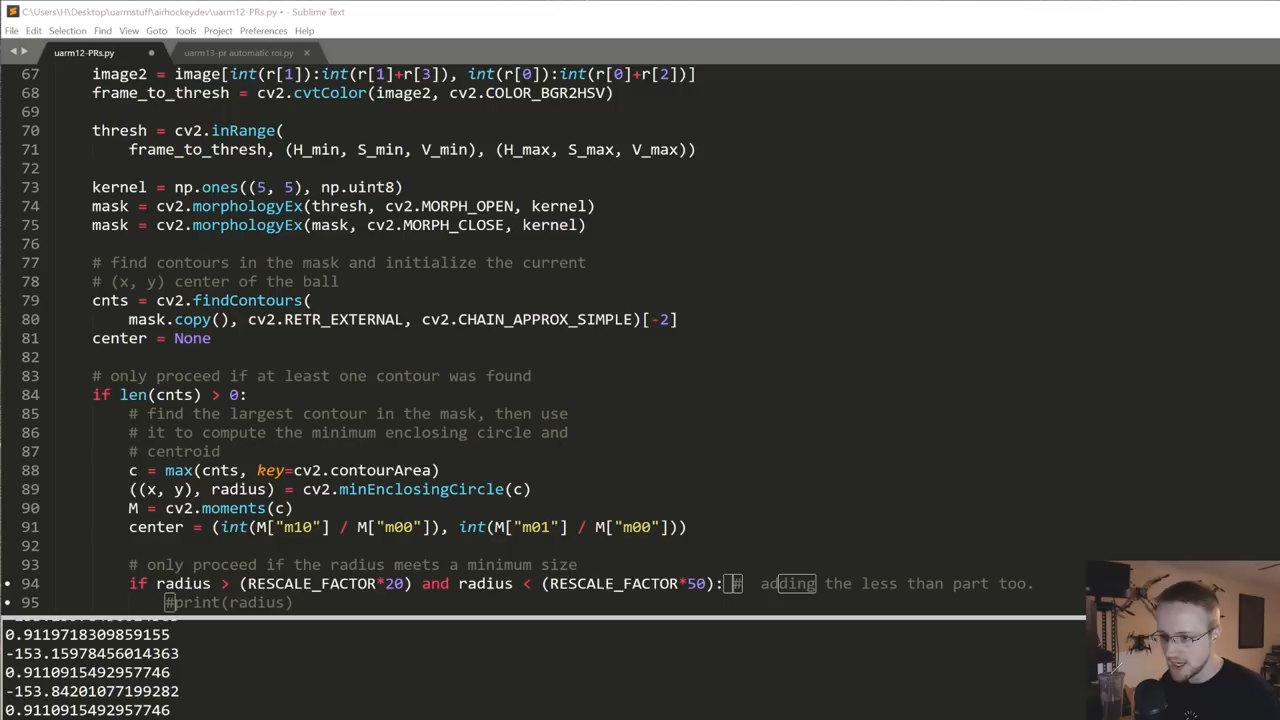 C:\Users\H\Desktop\uarmstuff\airhockeydev\uarm12-PRs.py • - Sublime Text
File Edit Selection Find View Goto Tools Project Preferences Help
uarm12-PRs.py uarm13-pr automatic roi.py ×
67 image2 = image[int(r[1]):int(r[1]+r[3]), int(r[0]):int(r[0]+r[2])]
68 frame_to_thresh = cv2.cvtColor(image2, cv2.COLOR_BGR2HSV)
69
70 thresh = cv2.inRange(
71 frame_to_thresh, (H_min, S_min, V_min), (H_max, S_max, V_max))
72
73 kernel = np.ones((5, 5), np.uint8)
74 mask = cv2.morphologyEx(thresh, cv2.MORPH_OPEN, kernel)
75 mask = cv2.morphologyEx(mask, cv2.MORPH_CLOSE, kernel)
76
77 # find contours in the mask and initialize the current
78 # (x, y) center of the ball
79 cnts = cv2.findContours(
80 mask.copy(), cv2.RETR_EXTERNAL, cv2.CHAIN_APPROX_SIMPLE)[-2]
81 center = None
82
83 # only proceed if at least one contour was found
84 if len(cnts) > 0:
85 # find the largest contour in the mask, then use
86 # it to compute the minimum enclosing circle and
87 # centroid
88 c = max(cnts, key=cv2.contourArea)
89 ((x, y), radius) = cv2.minEnclosingCircle(c)
90 M = cv2.moments(c)
91 center = (int(M["m10"] / M["m00"]), int(M["m01"] / M["m00"]))
92
93 # only proceed if the radius meets a minimum size
94 if radius > (RESCALE_FACTOR*20) and radius < (RESCALE_FACTOR*50): # adding the less than part too.
95 #print(radius)
0.9119718309859155
-153.15978456014363
0.9110915492957746
-153.84201077199282
0.9110915492957746